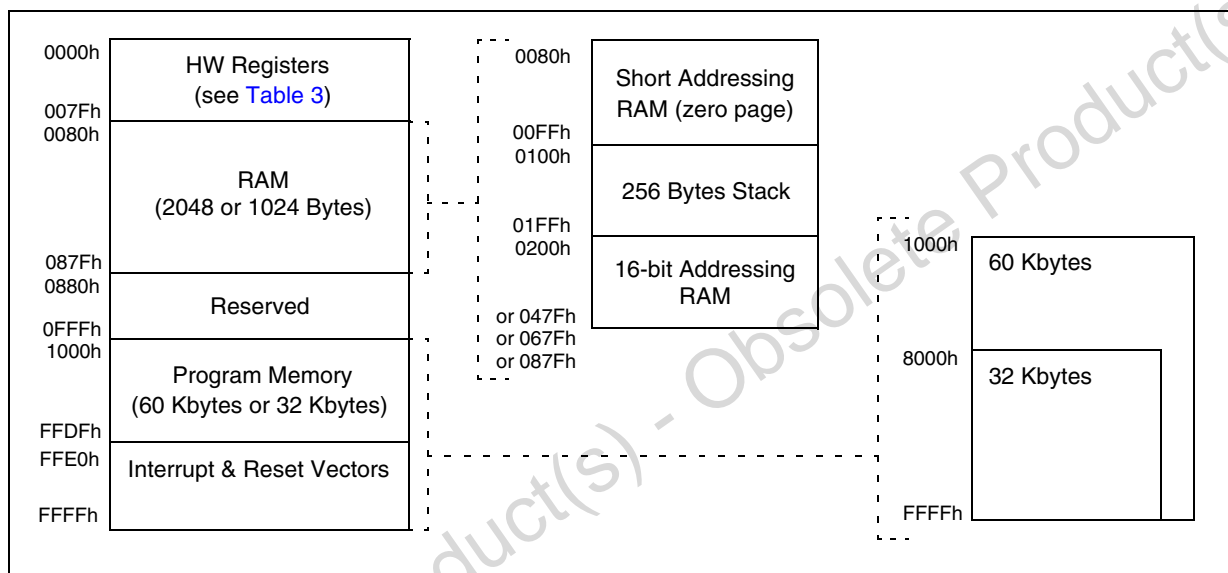 0000h
HW Registers
(see Table 3)
007Fh
0080h
RAM
(2048 or 1024 Bytes)
087Fh
0880h
Reserved
0FFFh
1000h
Program Memory
(60 Kbytes or 32 Kbytes)
FFDFh
FFE0h
Interrupt & Reset Vectors
FFFFh
0080h
Short Addressing
RAM (zero page)
00FFh
0100h
256 Bytes Stack
01FFh
0200h
16-bit Addressing
RAM
or 047Fh
or 067Fh
or 087Fh
1000h
60 Kbytes
8000h
32 Kbytes
FFFFh
duct(s) - Obsolete Product(s